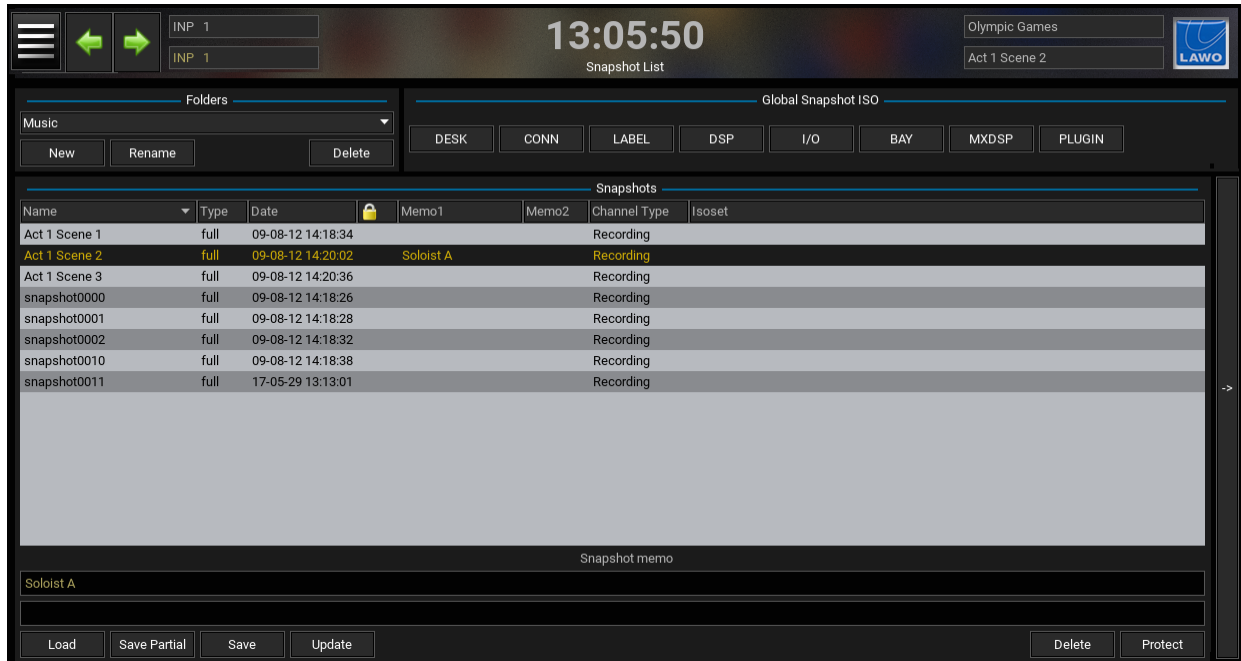 INP 1
INP 1
13:05:50
Snapshot List
Olympic Games
Act 1 Scene 2
LAWO
Folders
Music
New Rename Delete
Global Snapshot ISO
DESK CONN LABEL DSP I/O BAY MXDSP PLUGIN
Snapshots
Name Type Date Memo1 Memo2 Channel Type Isoset
Act 1 Scene 1 full 09-08-12 14:18:34 Recording
Act 1 Scene 2 full 09-08-12 14:20:02 Soloist A Recording
Act 1 Scene 3 full 09-08-12 14:20:36 Recording
snapshot0000 full 09-08-12 14:18:26 Recording
snapshot0001 full 09-08-12 14:18:28 Recording
snapshot0002 full 09-08-12 14:18:32 Recording
snapshot0010 full 09-08-12 14:18:38 Recording
snapshot0011 full 17-05-29 13:13:01 Recording
->
Snapshot memo
Soloist A
Load Save Partial Save Update Delete Protect